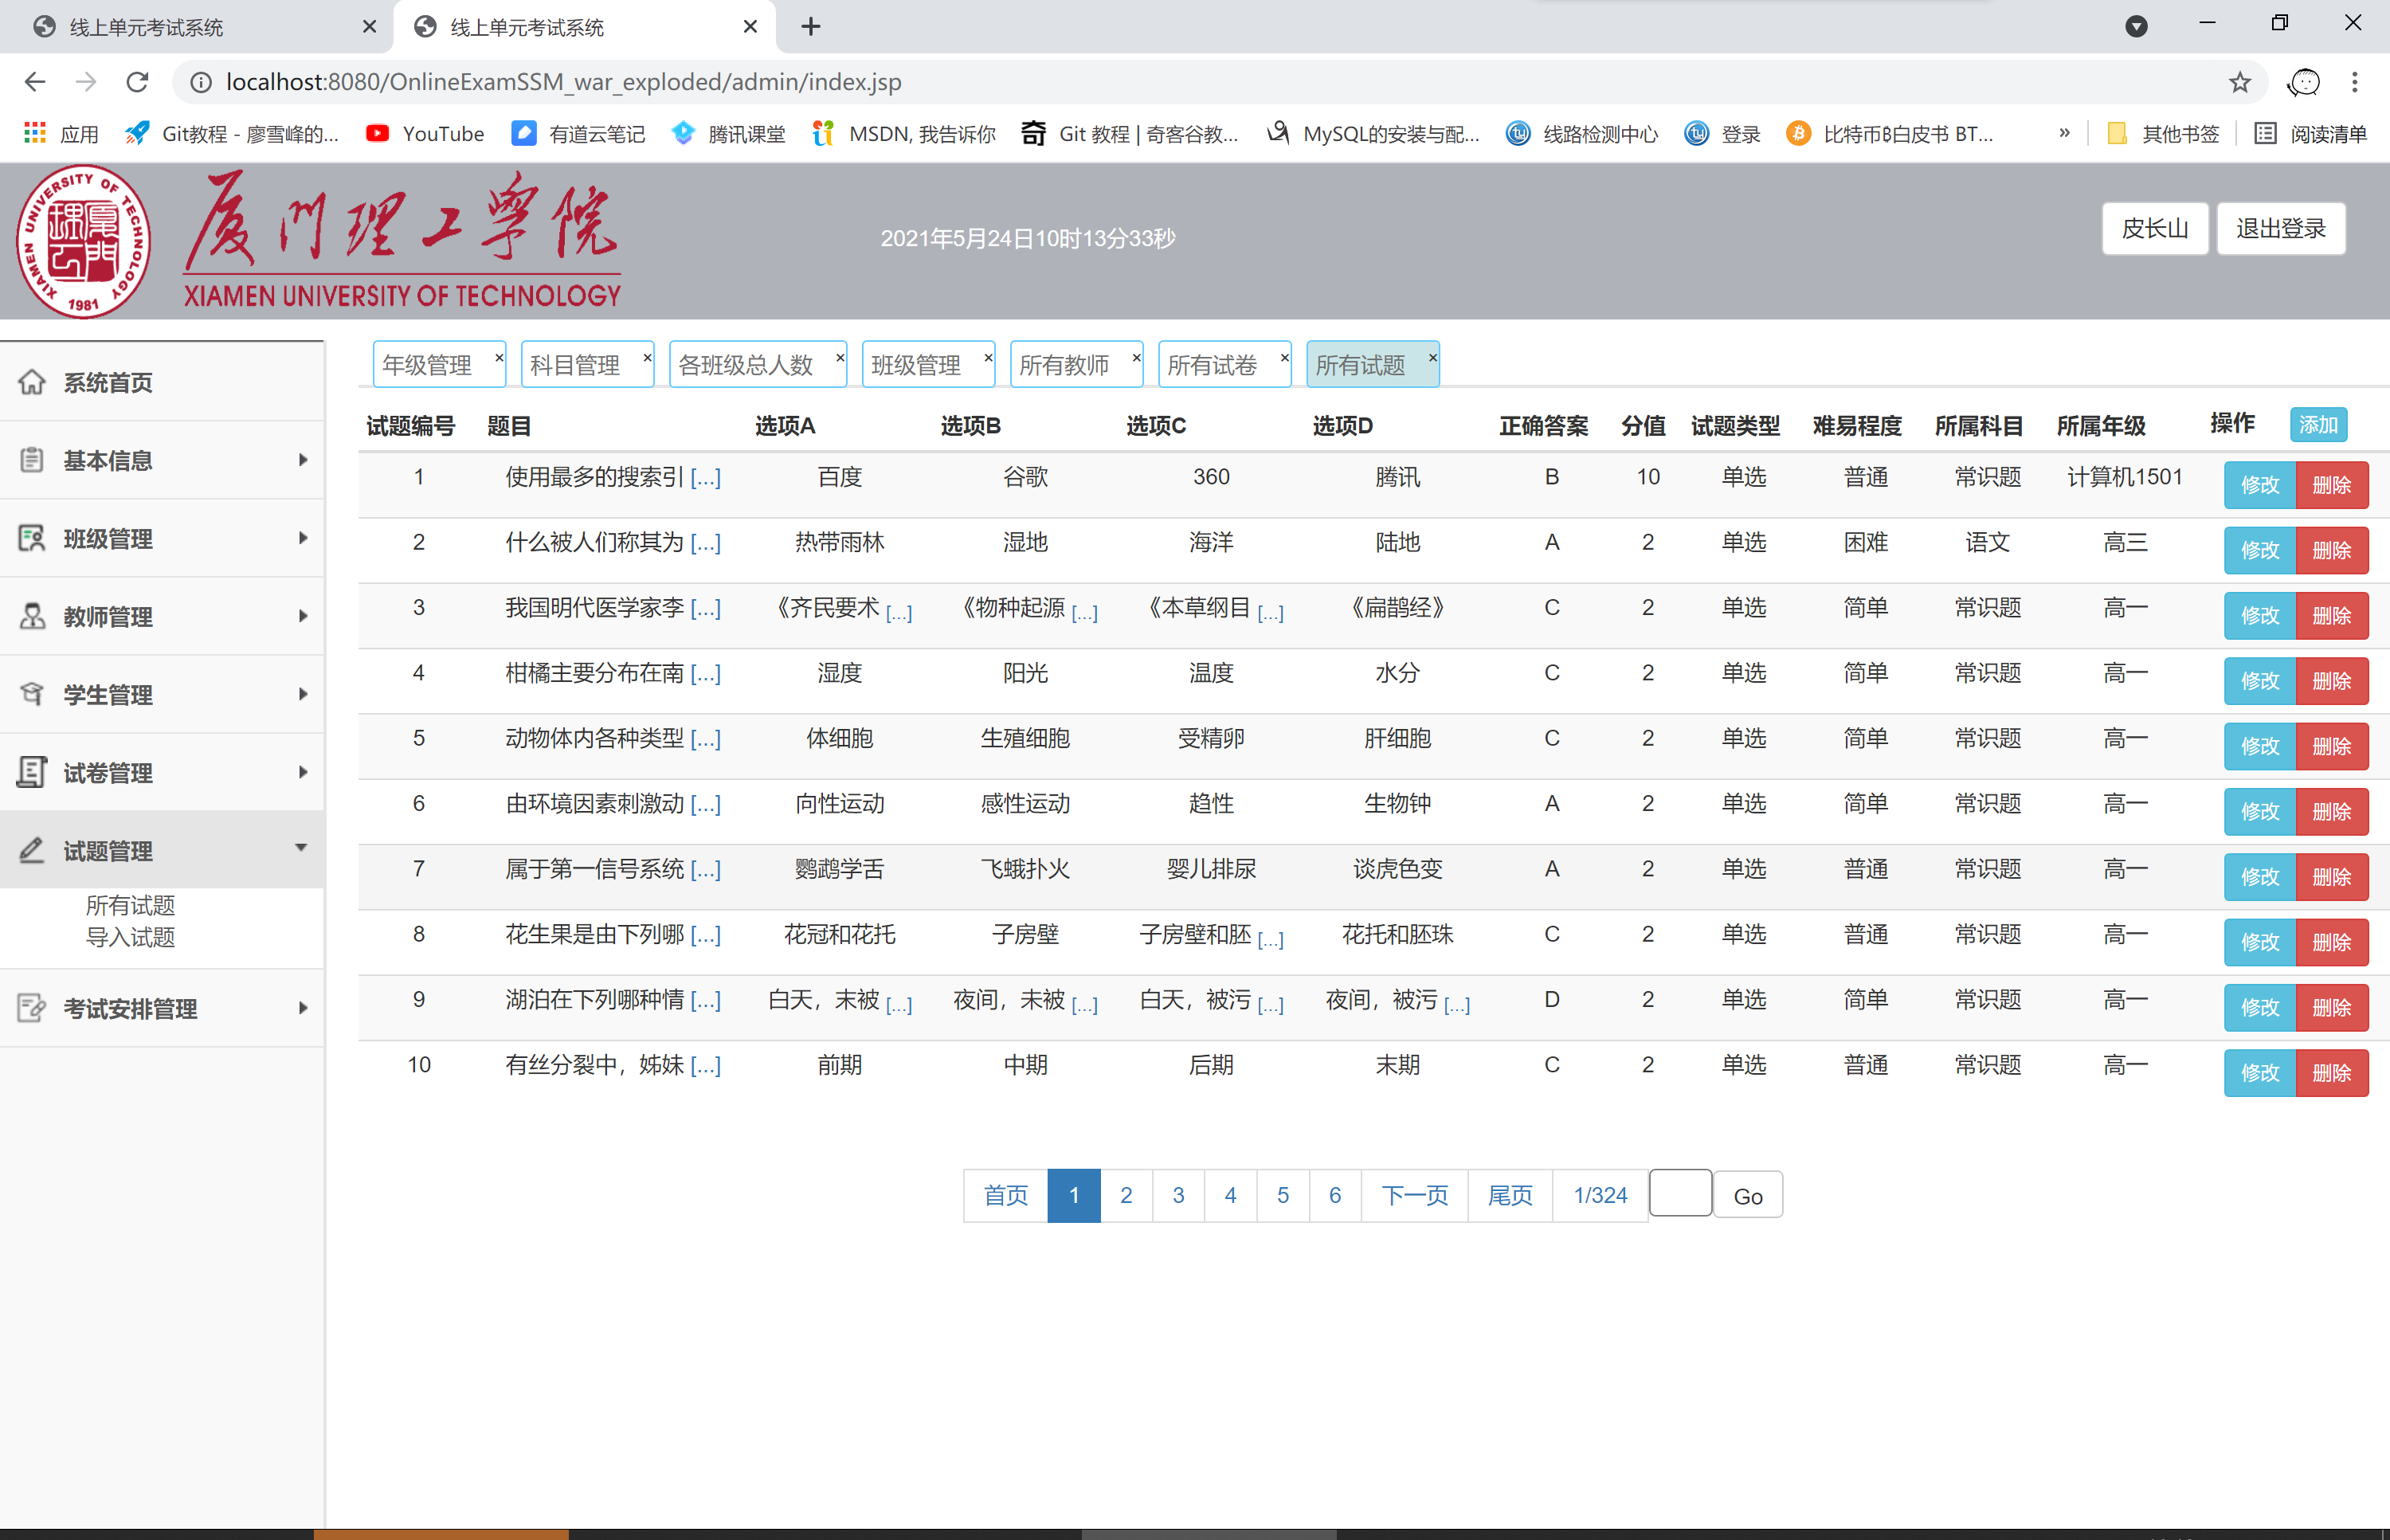 线上单元考试系统
线上单元考试系统
localhost:8080/OnlineExamSSM_war_exploded/admin/index.jsp
应用 Git教程 - 廖雪峰的... YouTube 有道云笔记 腾讯课堂 MSDN, 我告诉你 奇 Git 教程 | 奇客谷教... MySQL的安装与配... 线路检测中心 登录 比特币₿白皮书 BT... » 其他书签 阅读清单
XIAMEN UNIVERSITY OF TECHNOLOGY 1981
厦门理工学院
XIAMEN UNIVERSITY OF TECHNOLOGY
2021年5月24日10时13分33秒
皮长山 退出登录
系统首页
基本信息
班级管理
教师管理
学生管理
试卷管理
试题管理
所有试题
导入试题
考试安排管理
年级管理 × 科目管理 × 各班级总人数 × 班级管理 × 所有教师 × 所有试卷 × 所有试题 ×
试题编号 题目 选项A 选项B 选项C 选项D 正确答案 分值 试题类型 难易程度 所属科目 所属年级 操作 添加
1 使用最多的搜索引 [...] 百度 谷歌 360 腾讯 B 10 单选 普通 常识题 计算机1501 修改 删除
2 什么被人们称其为 [...] 热带雨林 湿地 海洋 陆地 A 2 单选 困难 语文 高三 修改 删除
3 我国明代医学家李 [...] 《齐民要术 [...] 《物种起源 [...] 《本草纲目 [...] 《扁鹊经》 C 2 单选 简单 常识题 高一 修改 删除
4 柑橘主要分布在南 [...] 湿度 阳光 温度 水分 C 2 单选 简单 常识题 高一 修改 删除
5 动物体内各种类型 [...] 体细胞 生殖细胞 受精卵 肝细胞 C 2 单选 简单 常识题 高一 修改 删除
6 由环境因素刺激动 [...] 向性运动 感性运动 趋性 生物钟 A 2 单选 简单 常识题 高一 修改 删除
7 属于第一信号系统 [...] 鹦鹉学舌 飞蛾扑火 婴儿排尿 谈虎色变 A 2 单选 普通 常识题 高一 修改 删除
8 花生果是由下列哪 [...] 花冠和花托 子房壁 子房壁和胚 [...] 花托和胚珠 C 2 单选 普通 常识题 高一 修改 删除
9 湖泊在下列哪种情 [...] 白天，未被 [...] 夜间，未被 [...] 白天，被污 [...] 夜间，被污 [...] D 2 单选 简单 常识题 高一 修改 删除
10 有丝分裂中，姊妹 [...] 前期 中期 后期 末期 C 2 单选 普通 常识题 高一 修改 删除
首页 1 2 3 4 5 6 下一页 尾页 1/324 Go